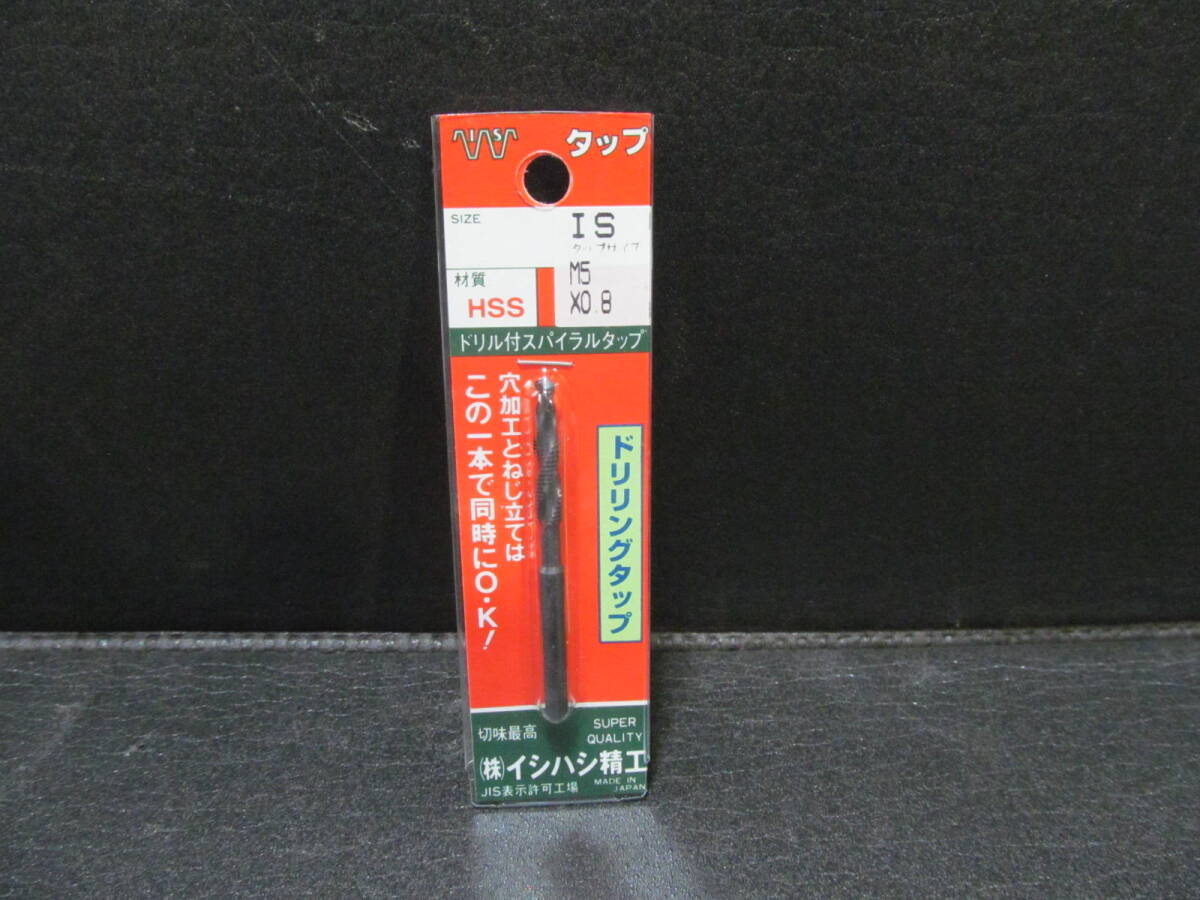 IS
タップ
SIZE
IS
タップサイズ
M5
X0.8
材質
HSS
ドリル付スパイラルタップ
穴加工とねじ立ては
この一本で同時にO・K!
ドリリングタップ
切味最高
SUPER
QUALITY
(株)イシハシ精工
JIS表示許可工場
MADE IN
JAPAN